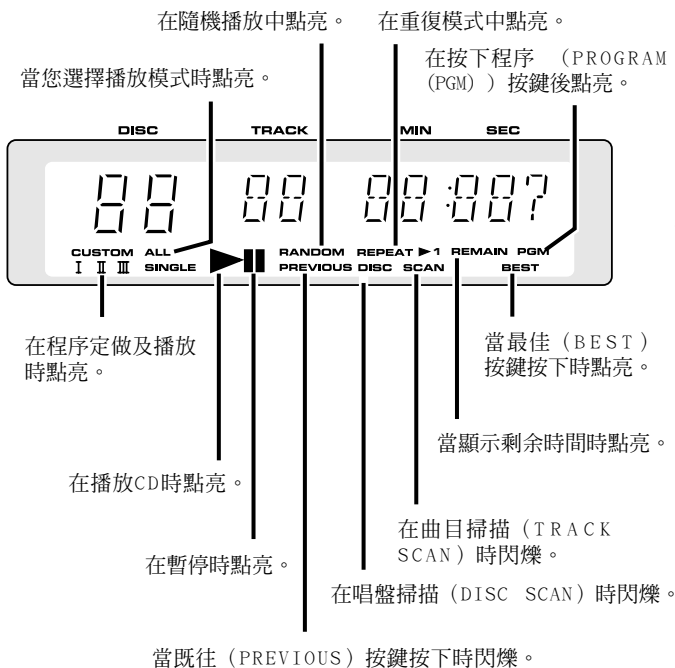 在隨機播放中點亮。
在重復模式中點亮。
在按下程序 （PROGRAM
(PGM) ）按鍵後點亮。
當您選擇播放模式時點亮。
DISC TRACK MIN SEC
88 88 88:88?
CUSTOM ALL RANDOM REPEAT ►1 REMAIN PGM
I II III SINGLE ►II PREVIOUS DISC SCAN BEST
在程序定做及播放
時點亮。
當最佳（BEST）
按鍵按下時點亮。
當顯示剩余時間時點亮。
在播放CD時點亮。
在曲目掃描（TRACK
SCAN）時閃爍。
在暫停時點亮。
在唱盤掃描（DISC SCAN）時閃爍。
當既往（PREVIOUS）按鍵按下時閃爍。